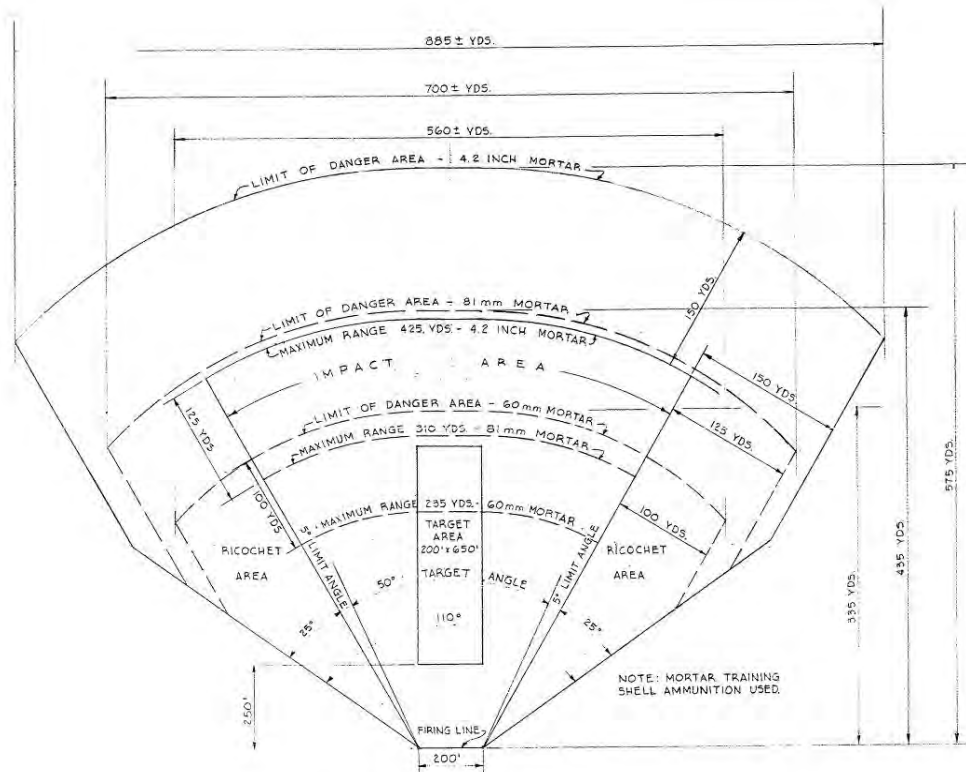 885± YDS.
700± YDS.
560± YDS.
LIMIT OF DANGER AREA - 4.2 INCH MORTAR
150 YDS.
LIMIT OF DANGER AREA - 81mm MORTAR
MAXIMUM RANGE 425 YDS. - 4.2 INCH MORTAR
IMPACT AREA
150 YDS.
125 YDS
LIMIT OF DANGER AREA - 60mm MORTAR
125 YDS.
MAXIMUM RANGE 310 YDS. - 81mm MORTAR
575 YDS.
100 YDS
MAXIMUM RANGE 235 YDS. - 60mm MORTAR
100 YDS.
435 YDS.
TARGET
AREA
200' x 650'
RICOCHET
AREA
5° LIMIT ANGLE
50°
TARGET ANGLE
5° LIMIT ANGLE
RICOCHET
AREA
335 YDS.
110°
25°
25°
NOTE: MORTAR TRAINING
SHELL AMMUNITION USED.
250'
FIRING LINE
200'